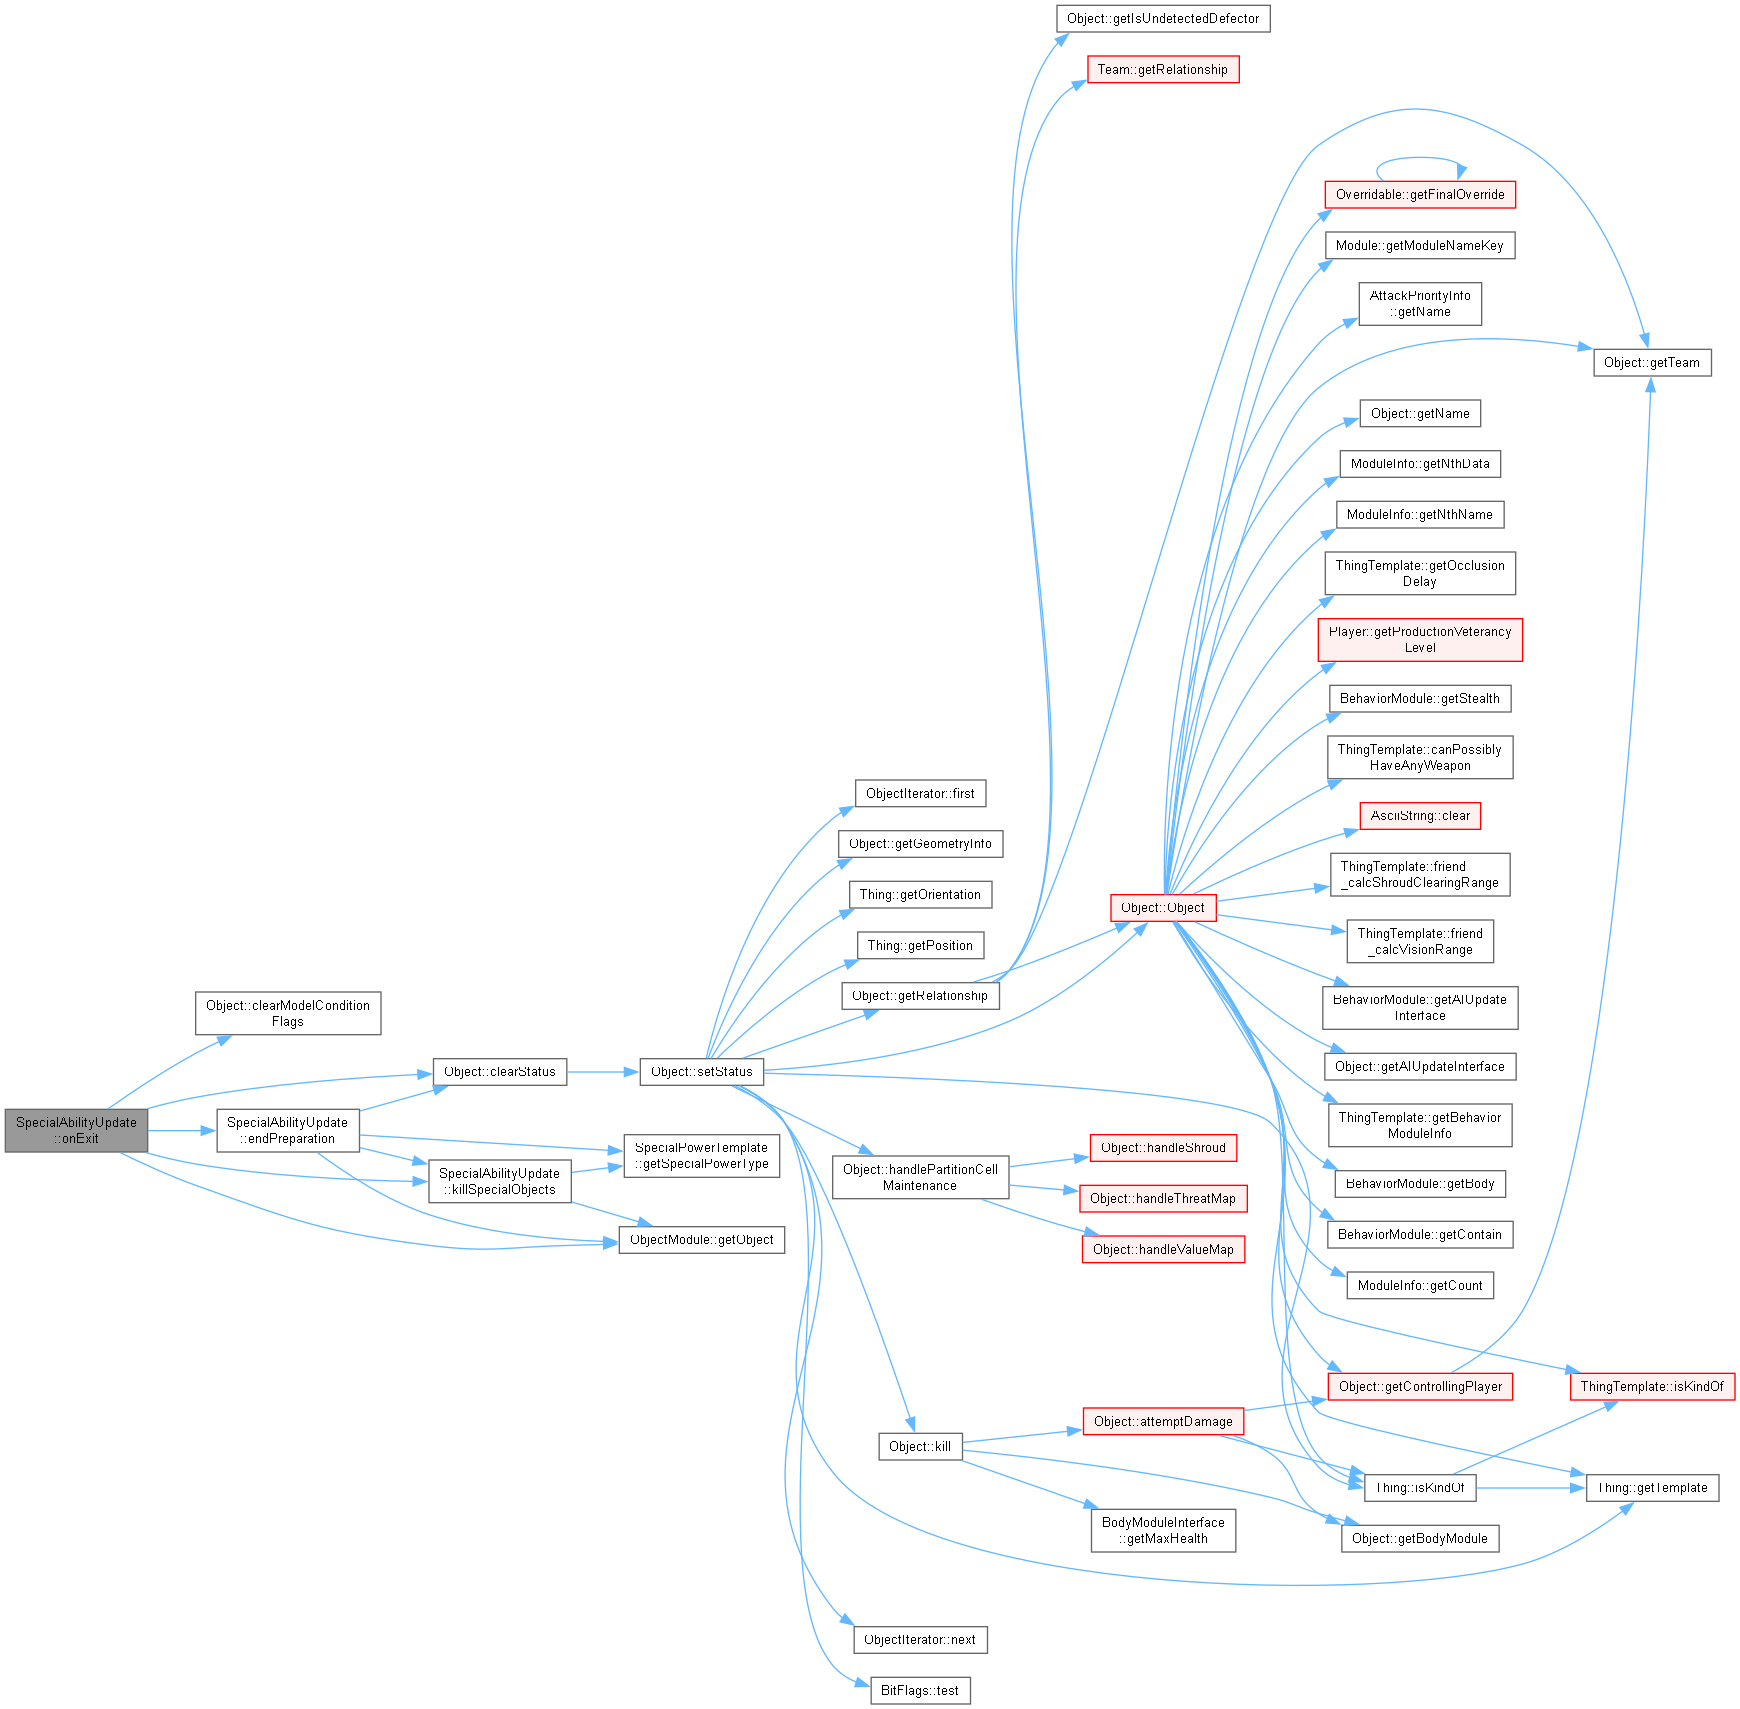 Object::getIsUndetectedDefector
Team::getRelationship
Overridable::getFinalOverride
Module::getModuleNameKey
AttackPriorityInfo
::getName
Object::getTeam
Object::getName
ModuleInfo::getNthData
ModuleInfo::getNthName
ThingTemplate::getOcclusion
Delay
Player::getProductionVeterancy
Level
BehaviorModule::getStealth
ThingTemplate::canPossibly
HaveAnyWeapon
ObjectIterator::first
AsciiString::clear
Object::getGeometryInfo
ThingTemplate::friend
_calcShroudClearingRange
Thing::getOrientation
Object::Object
ThingTemplate::friend
_calcVisionRange
Thing::getPosition
Object::getRelationship
BehaviorModule::getAIUpdate
Interface
Object::clearModelCondition
Flags
Object::clearStatus
Object::setStatus
Object::getAIUpdateInterface
SpecialAbilityUpdate
::onExit
SpecialAbilityUpdate
::endPreparation
ThingTemplate::getBehavior
ModuleInfo
SpecialPowerTemplate
::getSpecialPowerType
Object::handleShroud
SpecialAbilityUpdate
::killSpecialObjects
Object::handlePartitionCell
Maintenance
BehaviorModule::getBody
Object::handleThreatMap
ObjectModule::getObject
Object::handleValueMap
BehaviorModule::getContain
ModuleInfo::getCount
Object::getControllingPlayer
ThingTemplate::isKindOf
Object::attemptDamage
Object::kill
Thing::isKindOf
Thing::getTemplate
BodyModuleInterface
::getMaxHealth
Object::getBodyModule
ObjectIterator::next
BitFlags::test